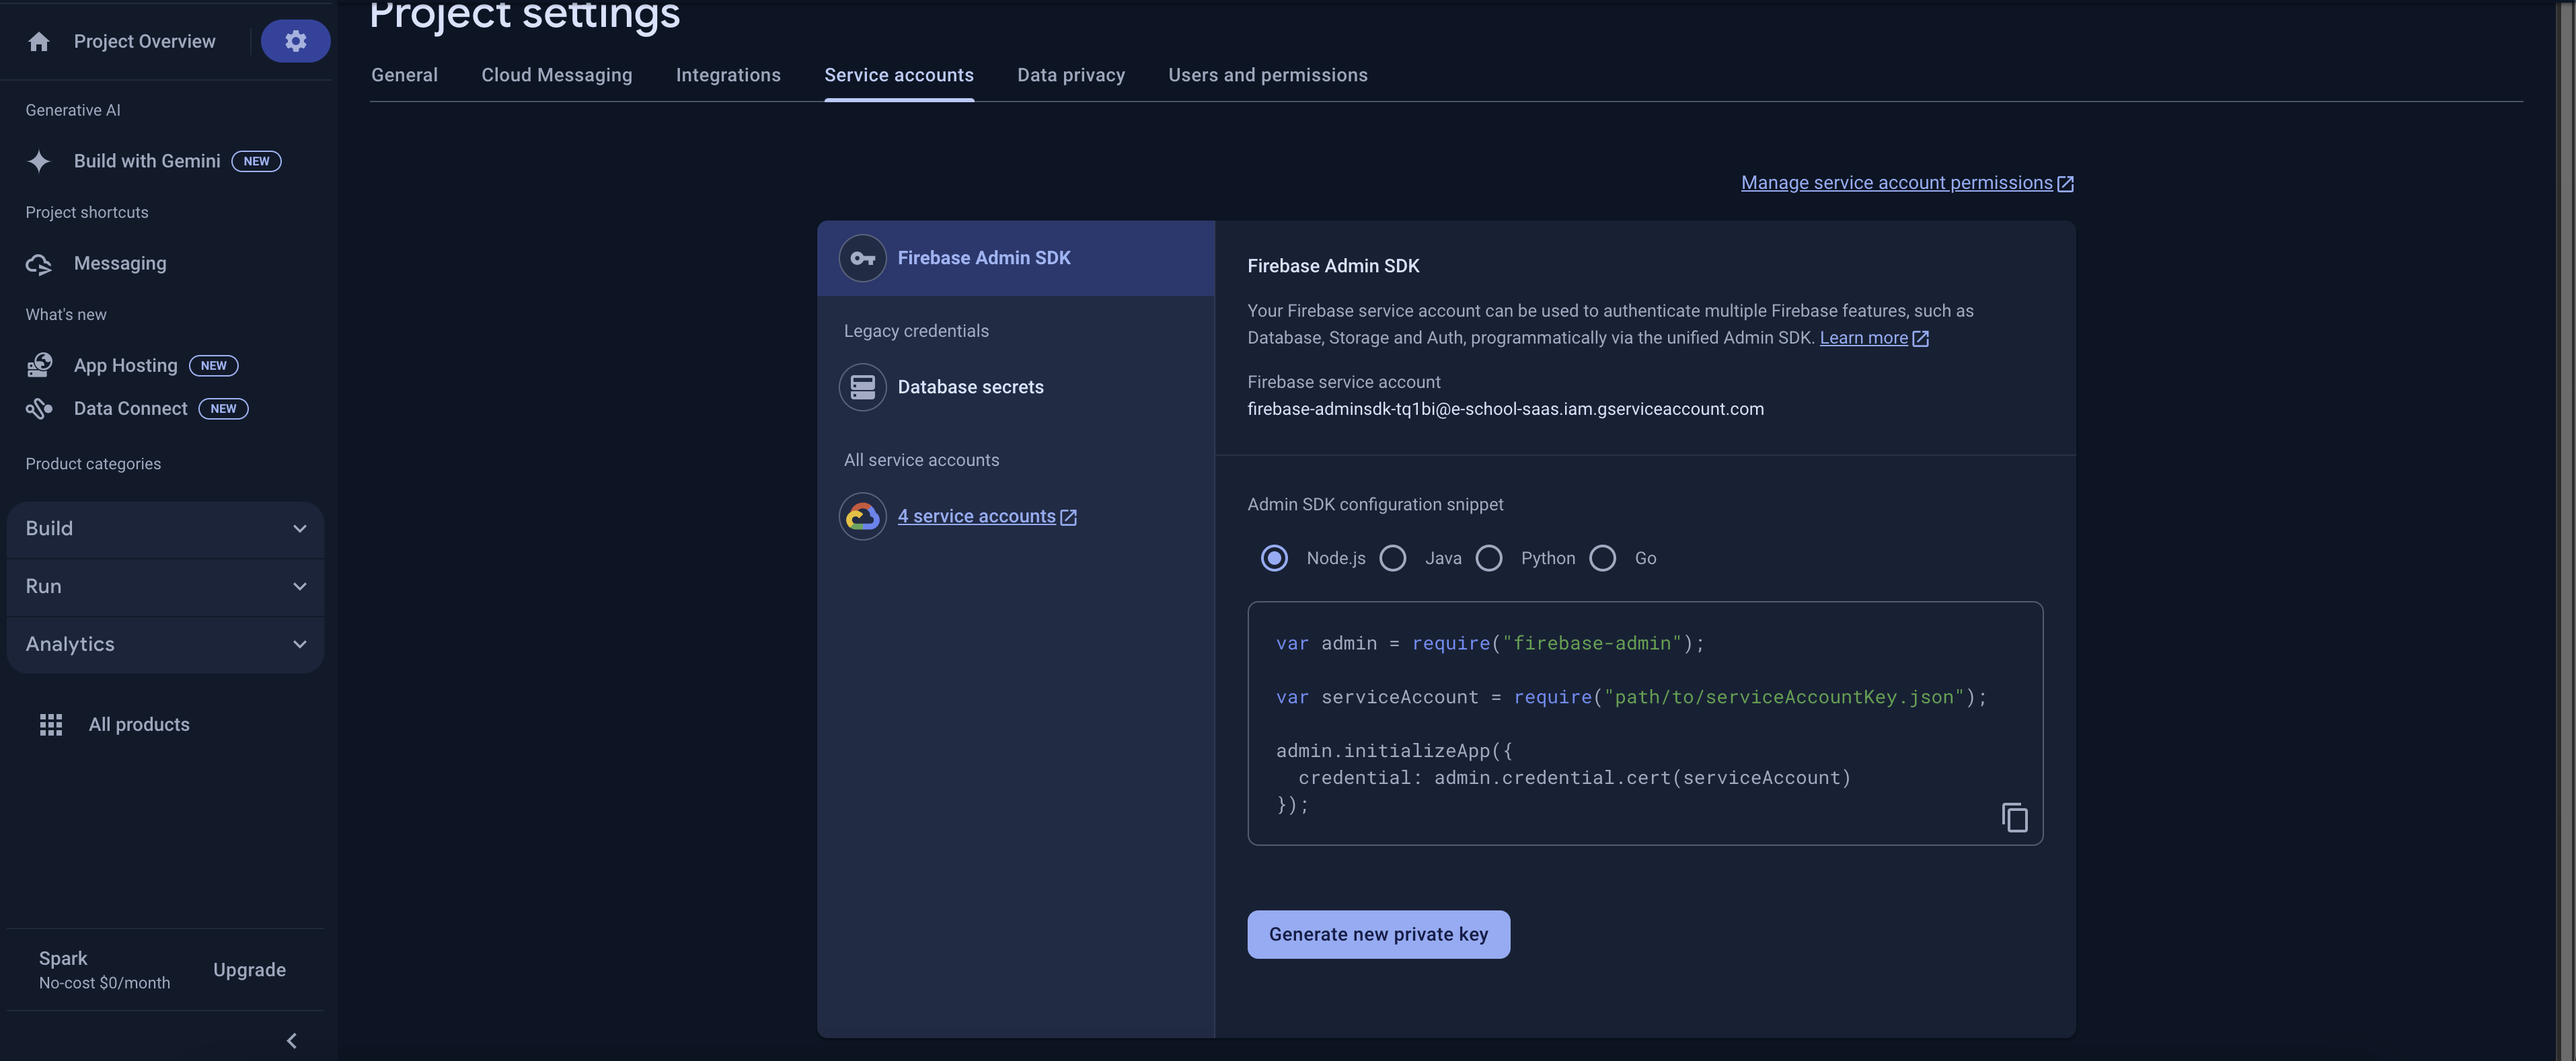 Project settings
Project Overview
General
Cloud Messaging
Integrations
Service accounts
Data privacy
Users and permissions
Generative AI
Build with Gemini NEW
Project shortcuts
Messaging
What's new
App Hosting NEW
Data Connect NEW
Product categories
Build
Run
Analytics
All products
Spark
No-cost $0/month
Upgrade
Manage service account permissions
Firebase Admin SDK
Legacy credentials
Database secrets
All service accounts
4 service accounts
Firebase Admin SDK
Your Firebase service account can be used to authenticate multiple Firebase features, such as
Database, Storage and Auth, programmatically via the unified Admin SDK. Learn more
Firebase service account
firebase-adminsdk-tq1bi@e-school-saas.iam.gserviceaccount.com
Admin SDK configuration snippet
Node.js
Java
Python
Go
var admin = require("firebase-admin");
var serviceAccount = require("path/to/serviceAccountKey.json");
admin.initializeApp({
  credential: admin.credential.cert(serviceAccount)
});
Generate new private key